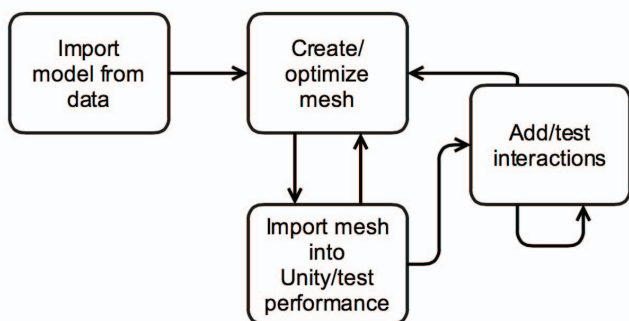 Import
model from
data
Create/
optimize
mesh
Add/test
interactions
Import mesh
into
Unity/test
performance